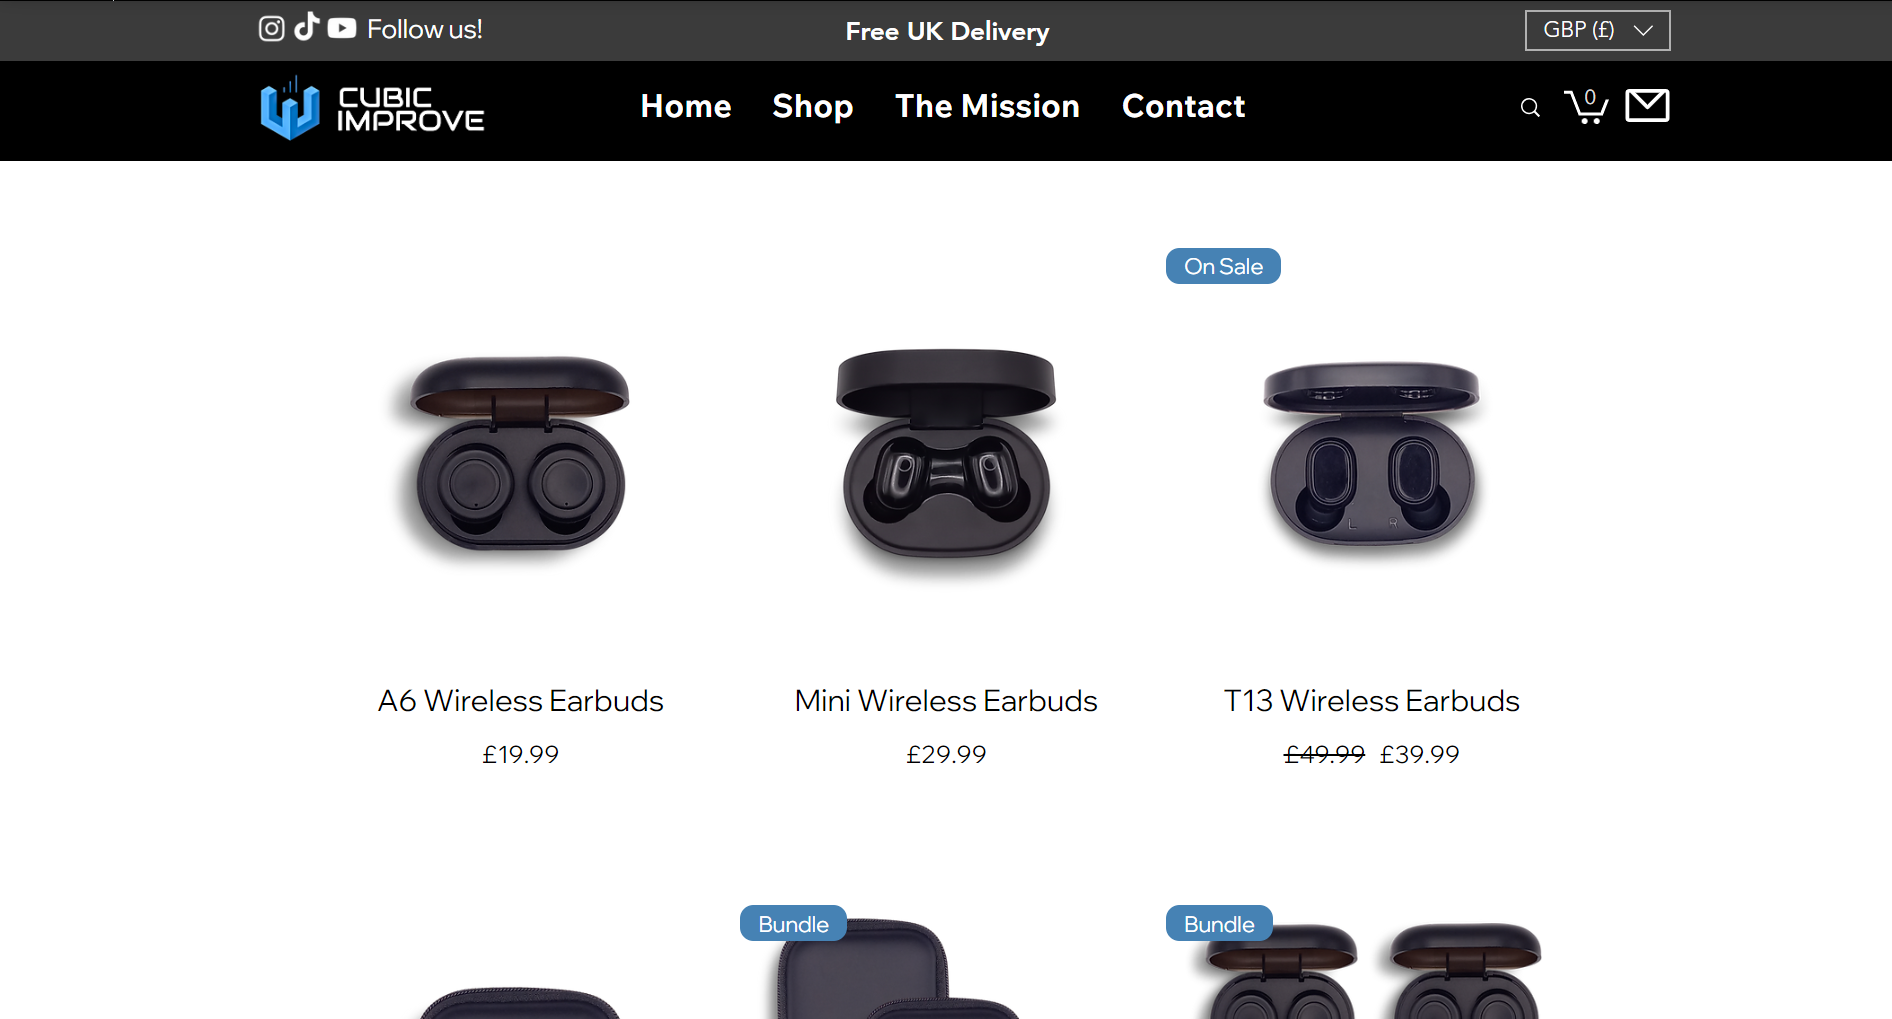 Follow us!
Free UK Delivery
GBP (£)
CUBIC
IMPROVE
Home Shop The Mission Contact
0
On Sale
L R
A6 Wireless Earbuds
£19.99
Mini Wireless Earbuds
£29.99
T13 Wireless Earbuds
£49.99 £39.99
Bundle
Bundle